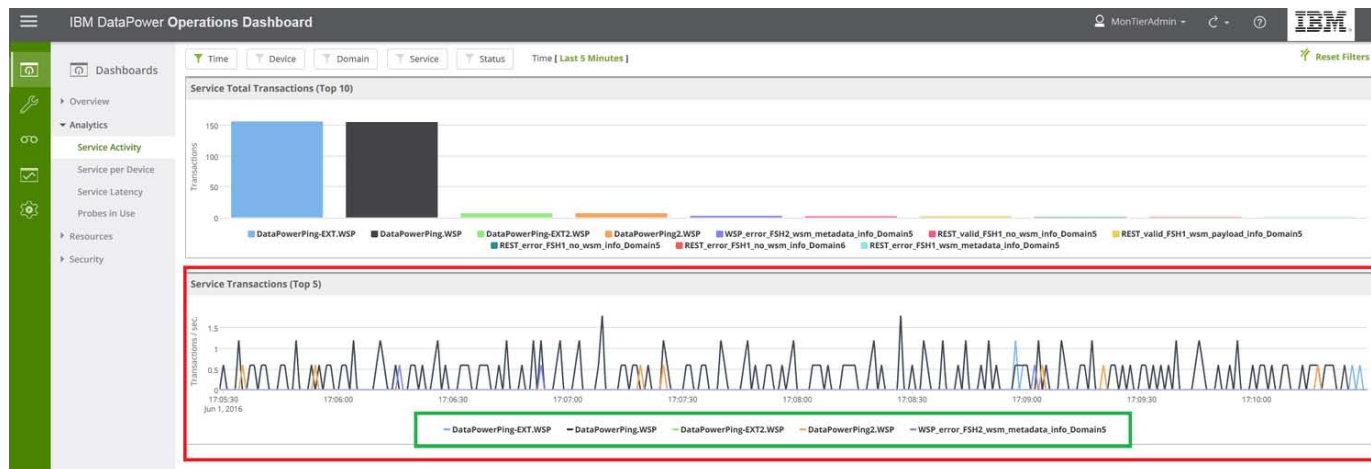 IBM DataPower Operations Dashboard
MonTierAdmin
IBM
Dashboards
Overview
Analytics
Service Activity
Service per Device
Service Latency
Probes in Use
Resources
Security
Time Device Domain Service Status Time [ Last 5 Minutes ] Reset Filters
Service Total Transactions (Top 10)
Transactions
150
100
50
0
DataPowerPing-EXT.WSP DataPowerPing.WSP DataPowerPing-EXT2.WSP DataPowerPing2.WSP WSP_error_FSH2_wsm_metadata_info_Domain5 REST_valid_FSH1_no_wsm_info_Domain5 REST_valid_FSH1_wsm_payload_info_Domain5
REST_error_FSH1_no_wsm_info_Domain5 REST_error_FSH1_no_wsm_info_Domain6 REST_error_FSH1_wsm_metadata_info_Domain5
Service Transactions (Top 5)
Transactions / sec.
1.5
1
0.5
0
17:05:30 17:06:00 17:06:30 17:07:00 17:07:30 17:08:00 17:08:30 17:09:00 17:09:30 17:10:00
Jun 1, 2016
DataPowerPing-EXT.WSP DataPowerPing.WSP DataPowerPing-EXT2.WSP DataPowerPing2.WSP WSP_error_FSH2_wsm_metadata_info_Domain5